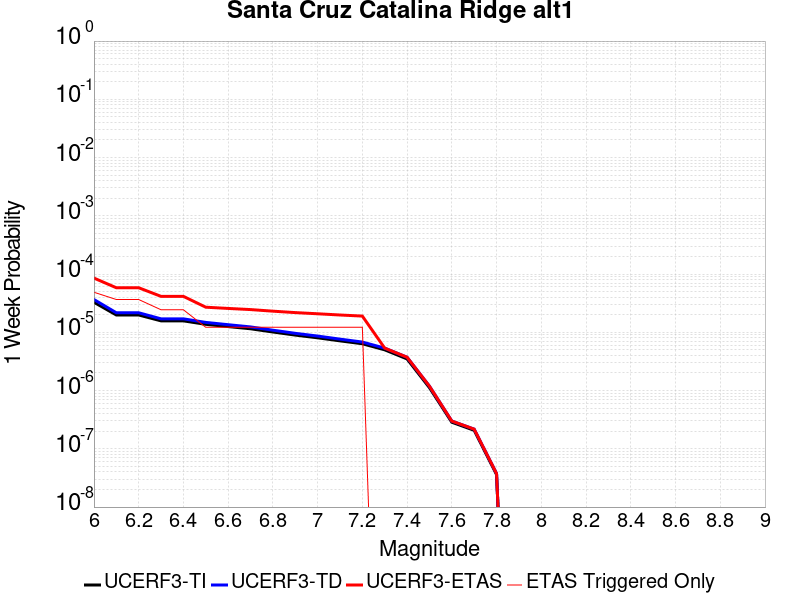 Santa Cruz Catalina Ridge alt1
10^0
10^-1
10^-2
10^-3
10^-4
10^-5
10^-6
10^-7
10^-8
1 Week Probability
6 6.2 6.4 6.6 6.8 7 7.2 7.4 7.6 7.8 8 8.2 8.4 8.6 8.8 9
Magnitude
UCERF3-TI UCERF3-TD UCERF3-ETAS ETAS Triggered Only